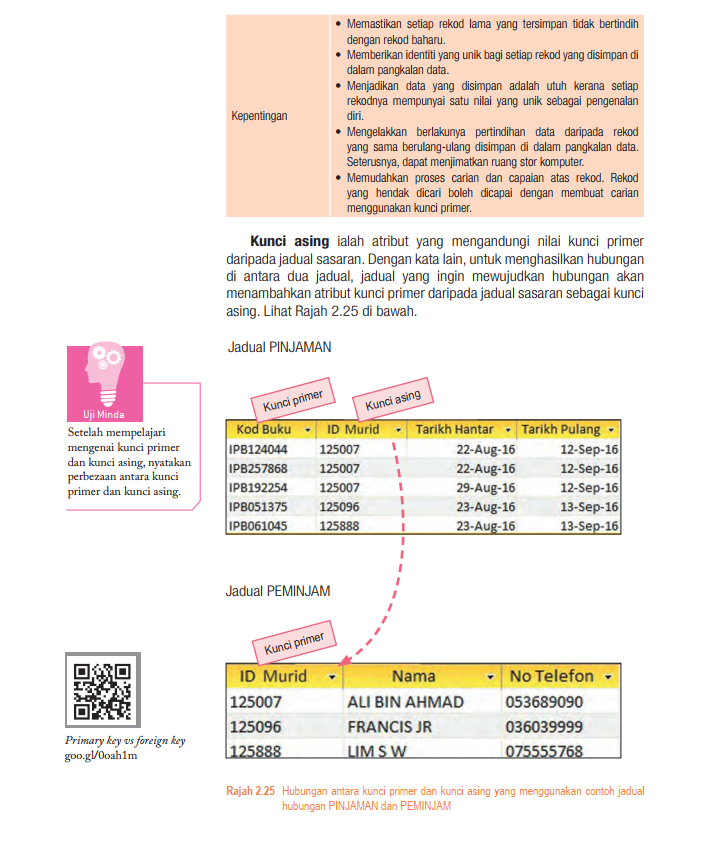 Kepentingan
• Memastikan setiap rekod lama yang tersimpan tidak bertindih
dengan rekod baharu.
• Memberikan identiti yang unik bagi setiap rekod yang disimpan di
dalam pangkalan data.
• Menjadikan data yang disimpan adalah utuh kerana setiap
rekodnya mempunyai satu nilai yang unik sebagai pengenalan
diri.
• Mengelakkan berlakunya pertindihan data daripada rekod
yang sama berulang-ulang disimpan di dalam pangkalan data.
Seterusnya, dapat menjimatkan ruang stor komputer.
• Memudahkan proses carian dan capaian atas rekod. Rekod
yang hendak dicari boleh dicapai dengan membuat carian
menggunakan kunci primer.
Kunci asing ialah atribut yang mengandungi nilai kunci primer
daripada jadual sasaran. Dengan kata lain, untuk menghasilkan hubungan
di antara dua jadual, jadual yang ingin mewujudkan hubungan akan
menambahkan atribut kunci primer daripada jadual sasaran sebagai kunci
asing. Lihat Rajah 2.25 di bawah.
Uji Minda
Setelah mempelajari
mengenai kunci primer
dan kunci asing, nyatakan
perbezaan antara kunci
primer dan kunci asing.
Jadual PINJAMAN
Kunci primer
Kunci asing
Kod Buku ID Murid Tarikh Hantar Tarikh Pulang
IPB124044 125007 22-Aug-16 12-Sep-16
IPB257868 125007 22-Aug-16 12-Sep-16
IPB192254 125007 29-Aug-16 12-Sep-16
IPB051375 125096 23-Aug-16 13-Sep-16
IPB061045 125888 23-Aug-16 13-Sep-16
Jadual PEMINJAM
Kunci primer
ID Murid Nama No Telefon
125007 ALI BIN AHMAD 053689090
125096 FRANCIS JR 036039999
125888 LIM S W 075555768
Primary key vs foreign key
goo.gl/0oah1m
Rajah 2.25 Hubungan antara kunci primer dan kunci asing yang menggunakan contoh jadual
hubungan PINJAMAN dan PEMINJAM